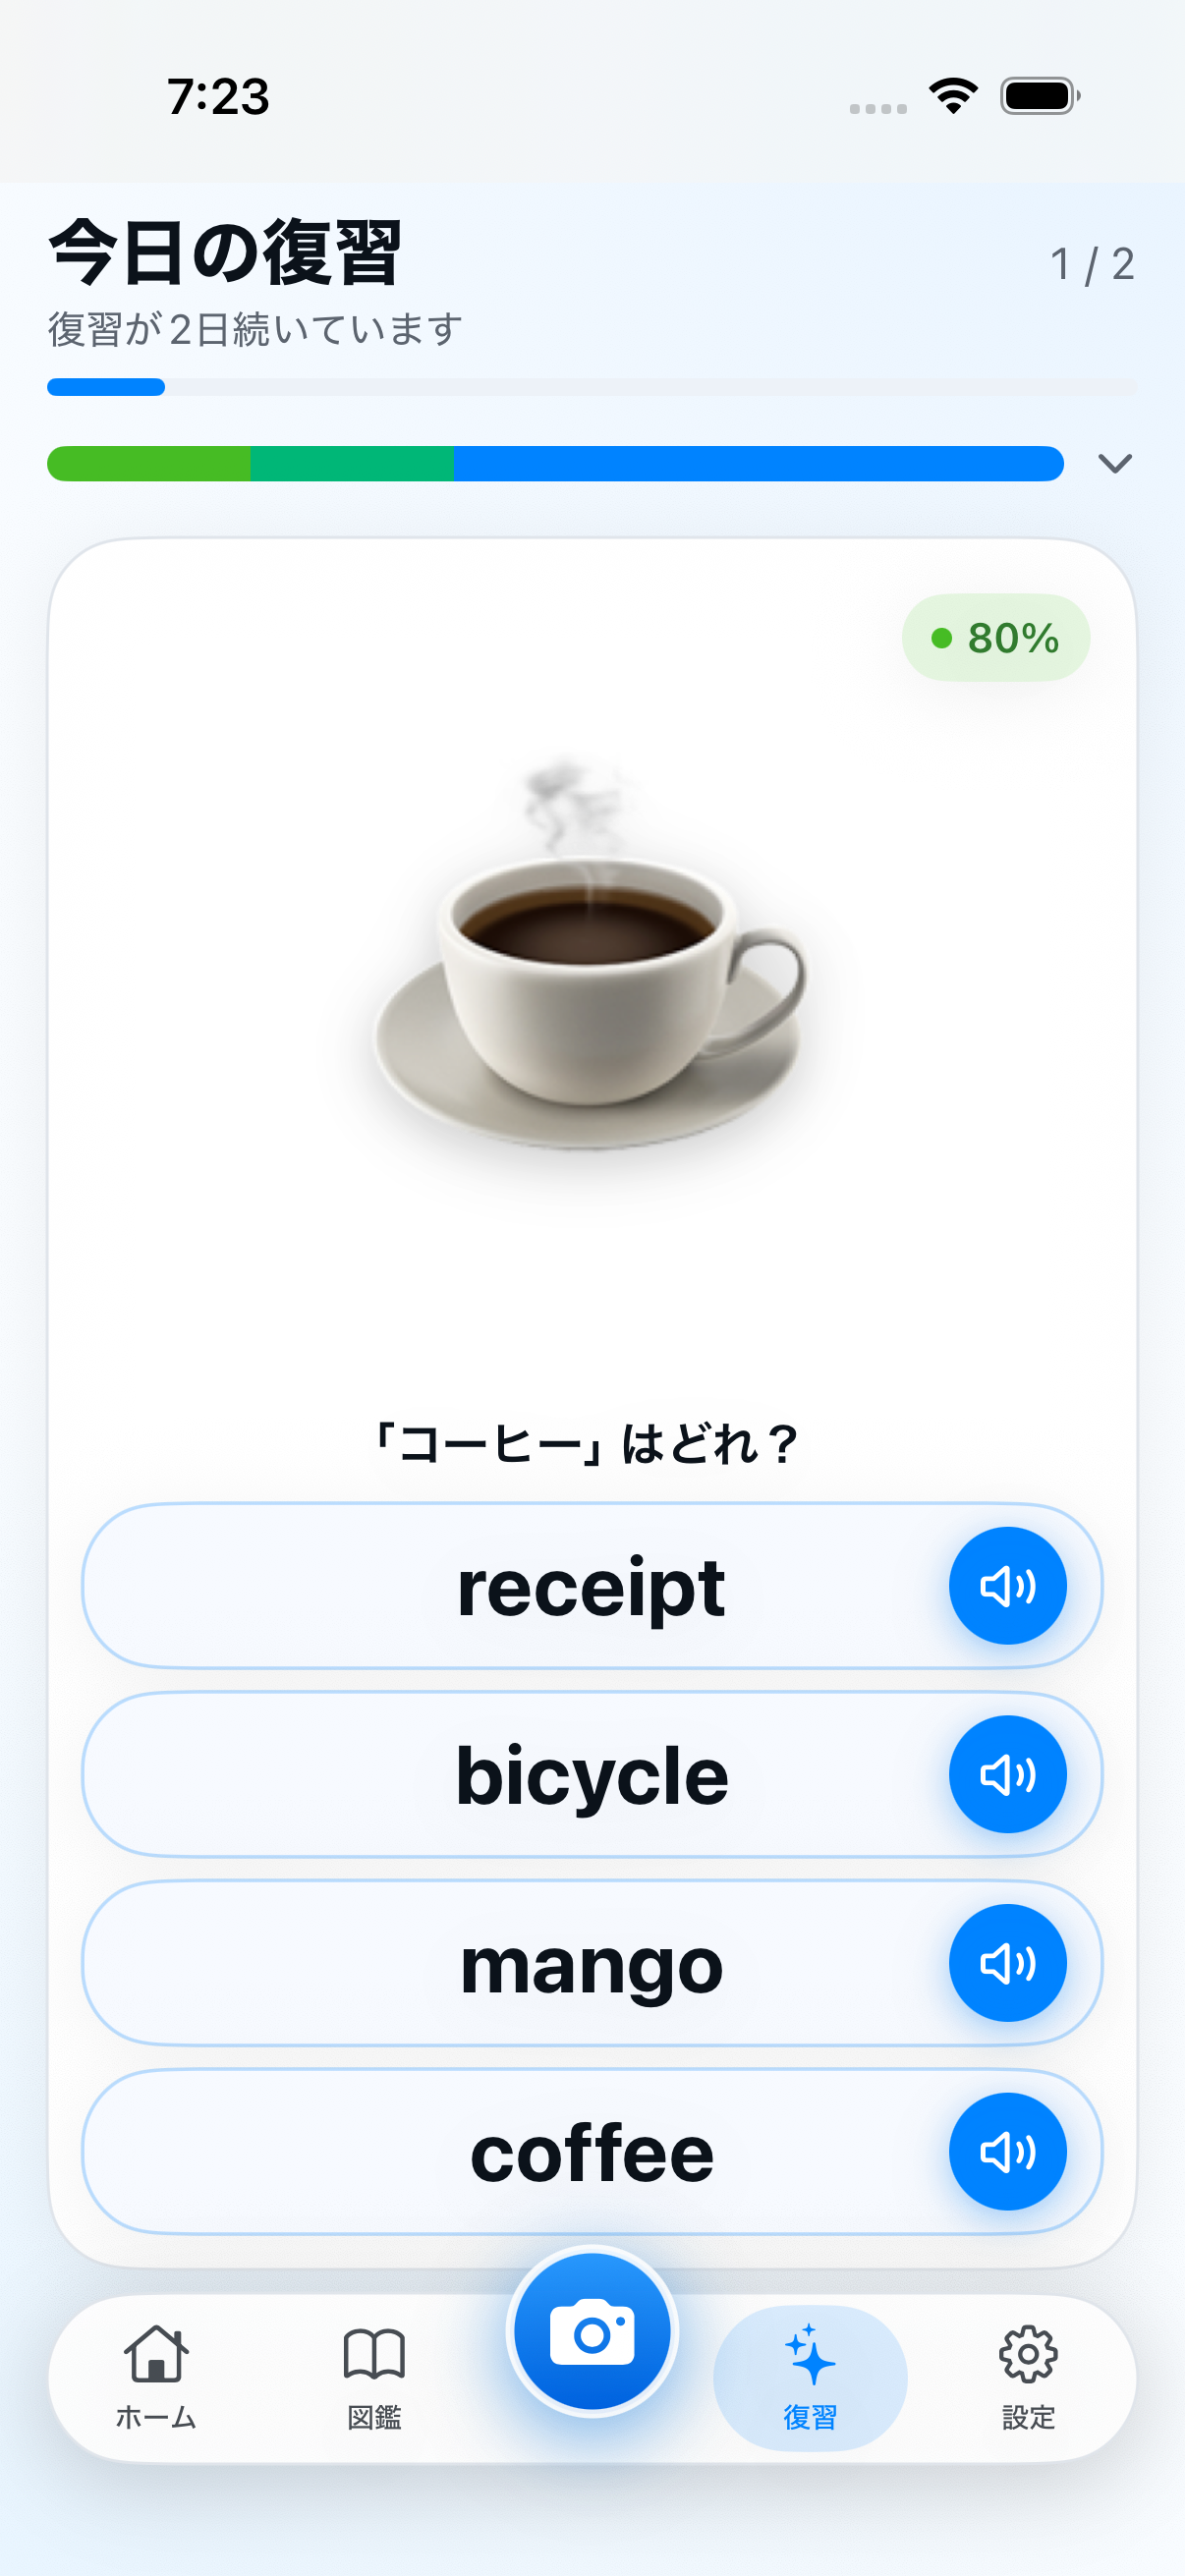 7:23
今日の復習
1 / 2
復習が2日続いています
80%
「コーヒー」はどれ？
receipt
bicycle
mango
coffee
ホーム
図鑑
復習
設定